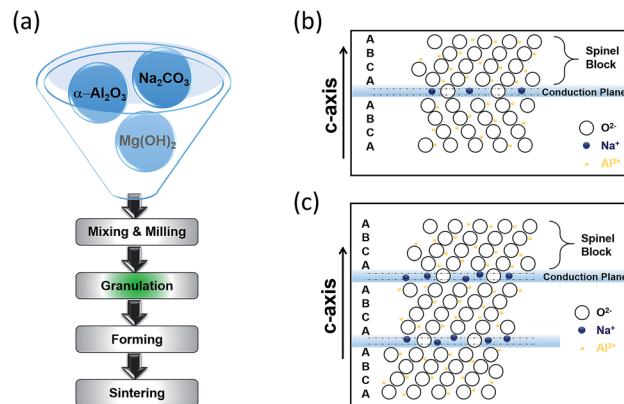 (a)
Na2CO3
α-Al2O3
Mg(OH)2
Mixing & Milling
Granulation
Forming
Sintering
(b)
c-axis
A
B
C
A
A
B
C
A
Spinel
Block
Conduction Plane
O2-
Na+
Al3+
(c)
c-axis
A
B
C
A
A
B
C
A
A
B
C
A
Spinel
Block
Conduction Plane
O2-
Na+
Al3+